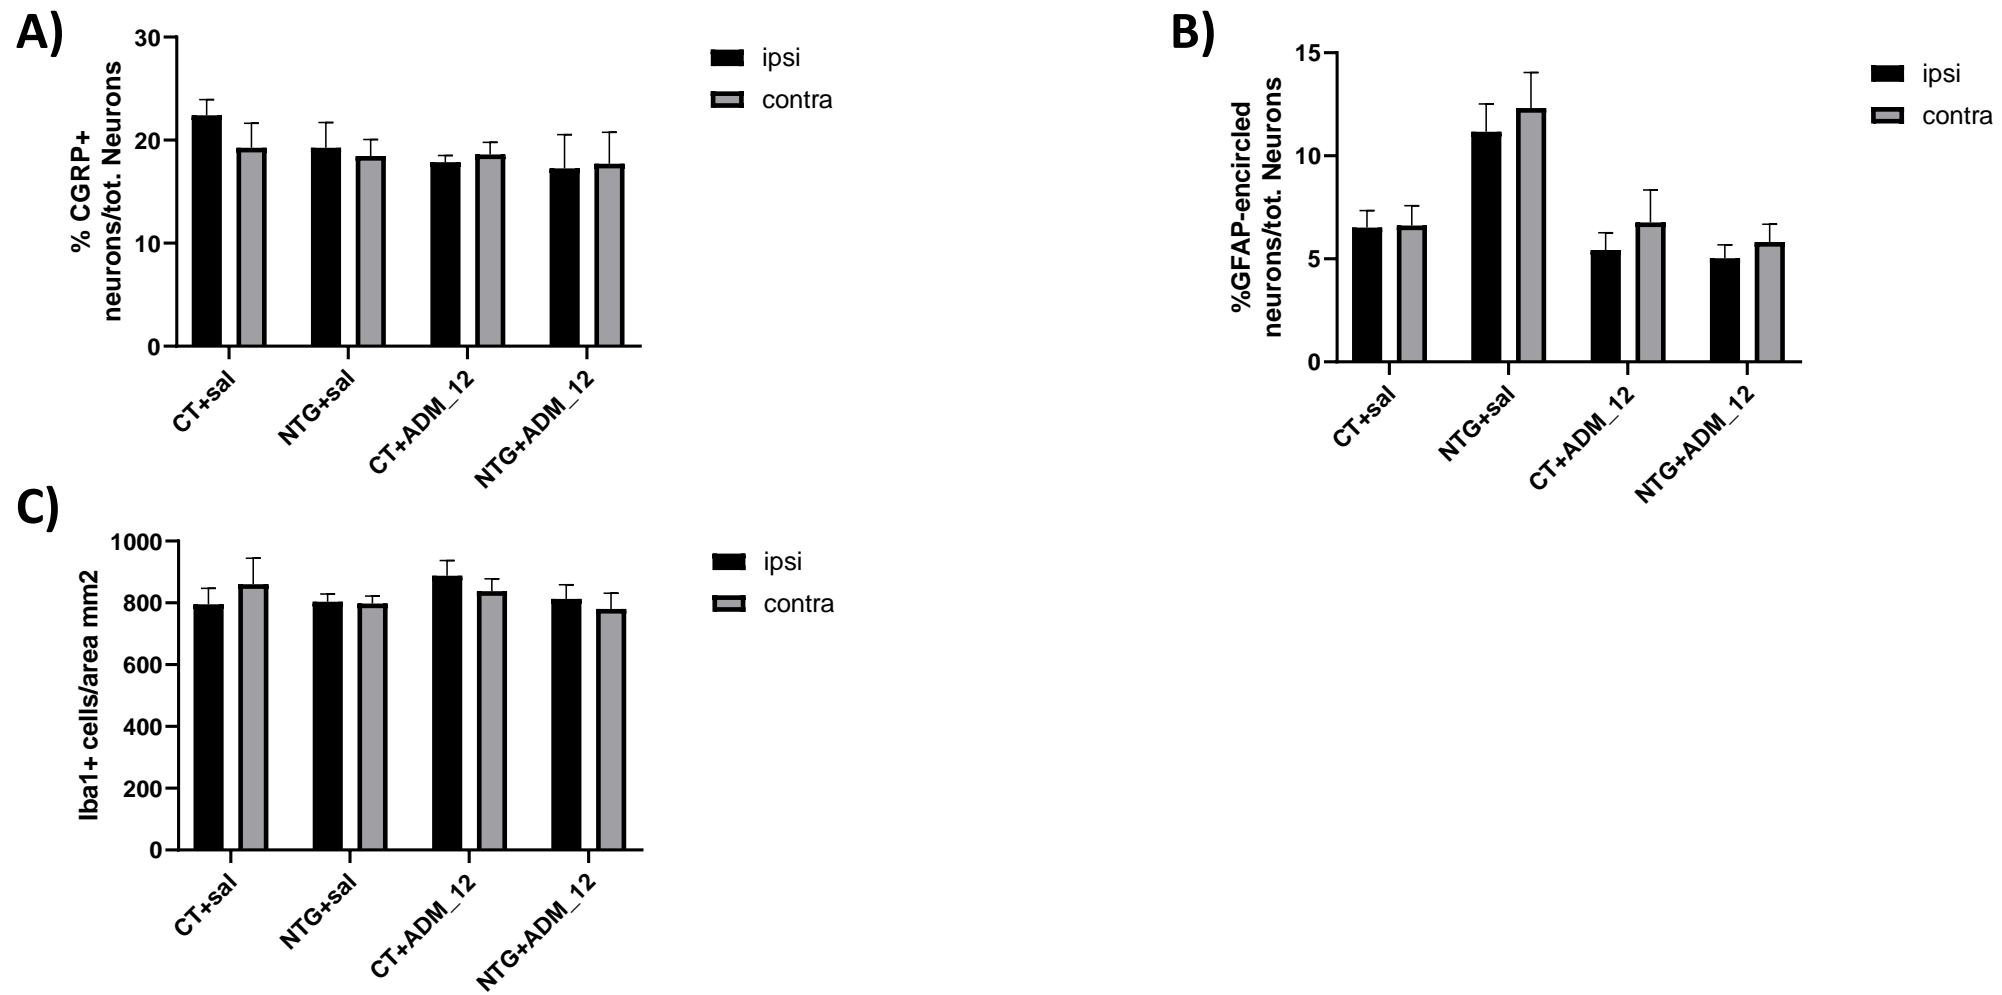 A)
% CGRP+
neurons/tot. Neurons
30
20
10
0
CT+sal
NTG+sal
CT+ADM_12
NTG+ADM_12
ipsi
contra
B)
%GFAP-encircled
neurons/tot. Neurons
15
10
5
0
CT+sal
NTG+sal
CT+ADM_12
NTG+ADM_12
ipsi
contra
C)
Iba1+ cells/area mm2
1000
800
600
400
200
0
CT+sal
NTG+sal
CT+ADM_12
NTG+ADM_12
ipsi
contra